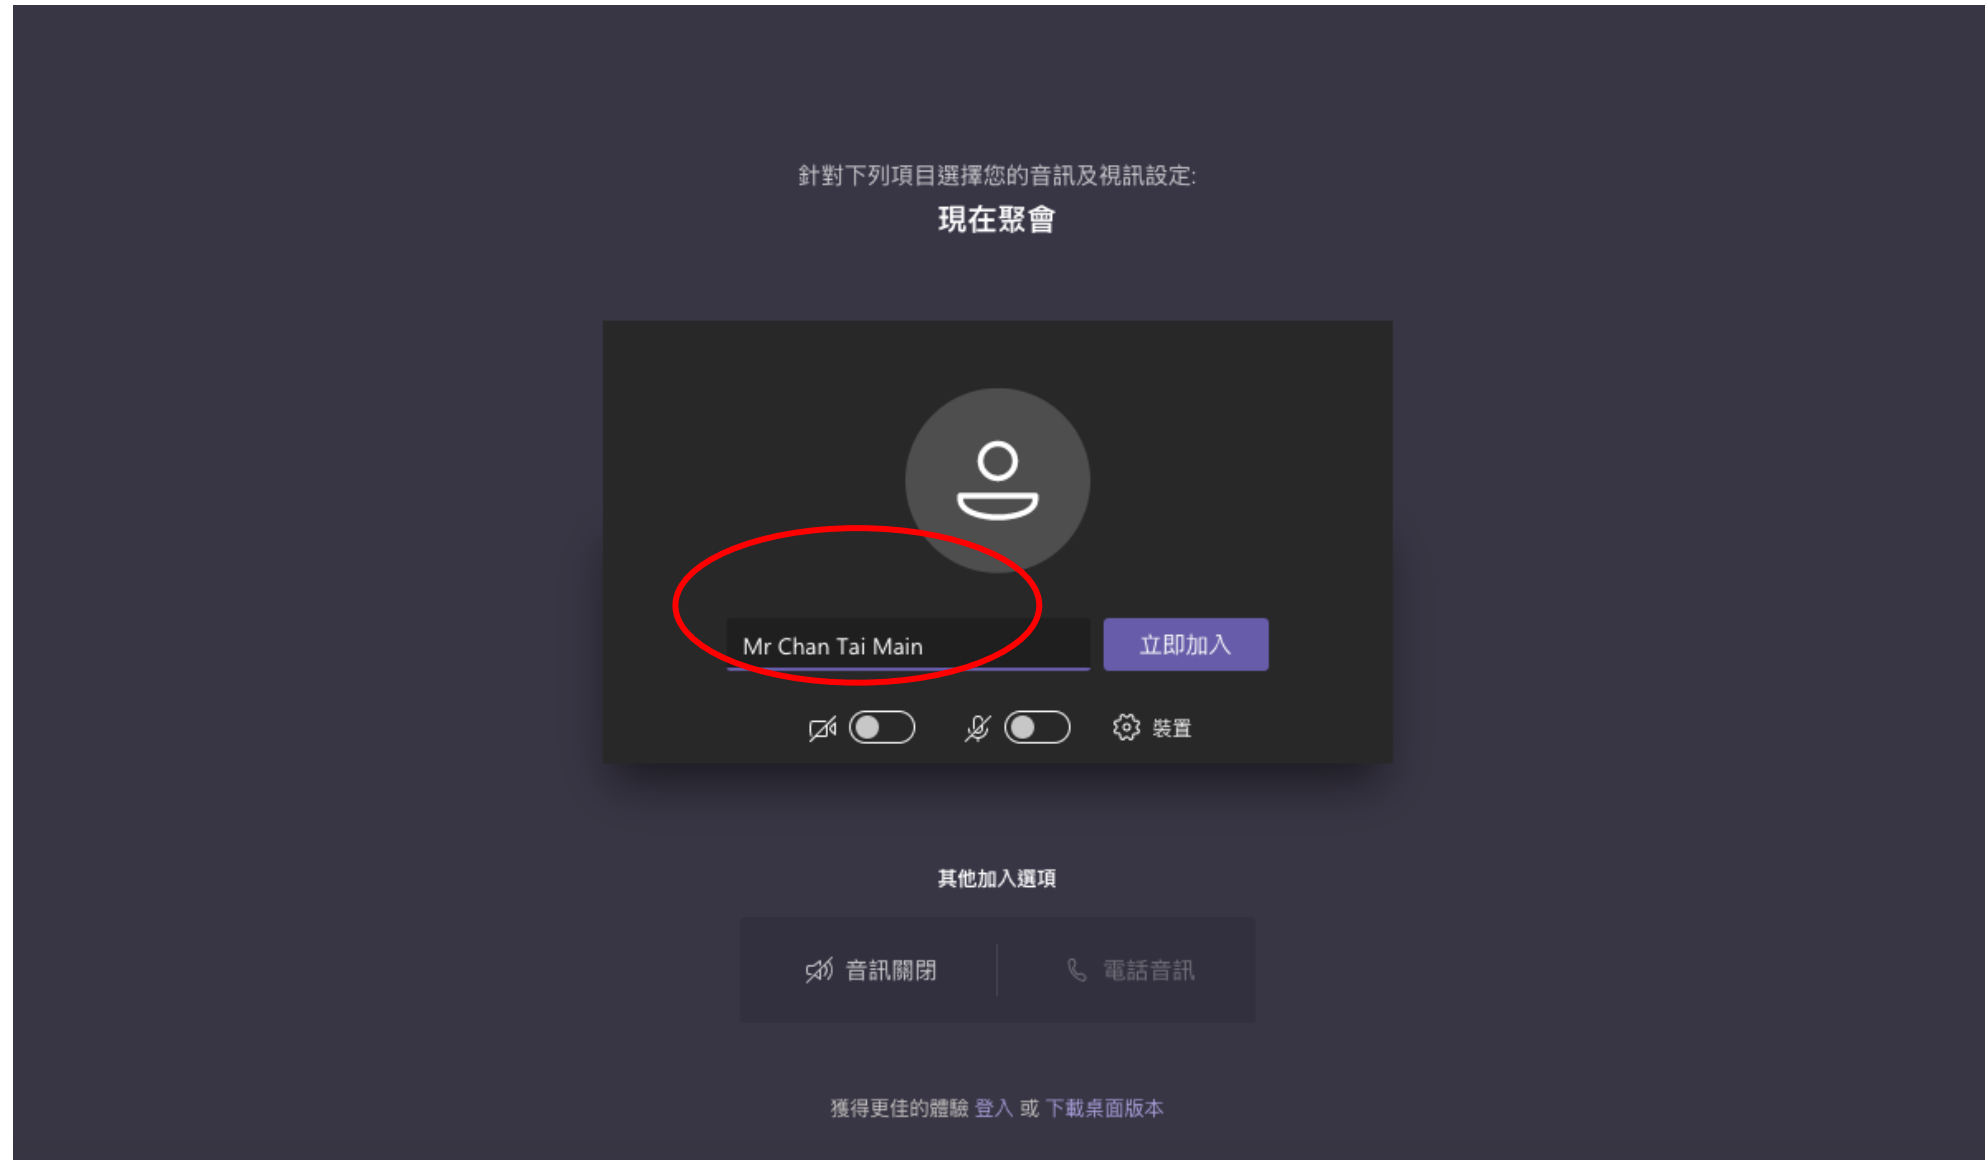 針對下列項目選擇您的音訊及視訊設定:
現在聚會
Mr Chan Tai Main
立即加入
裝置
其他加入選項
音訊關閉
電話音訊
獲得更佳的體驗 登入 或 下載桌面版本